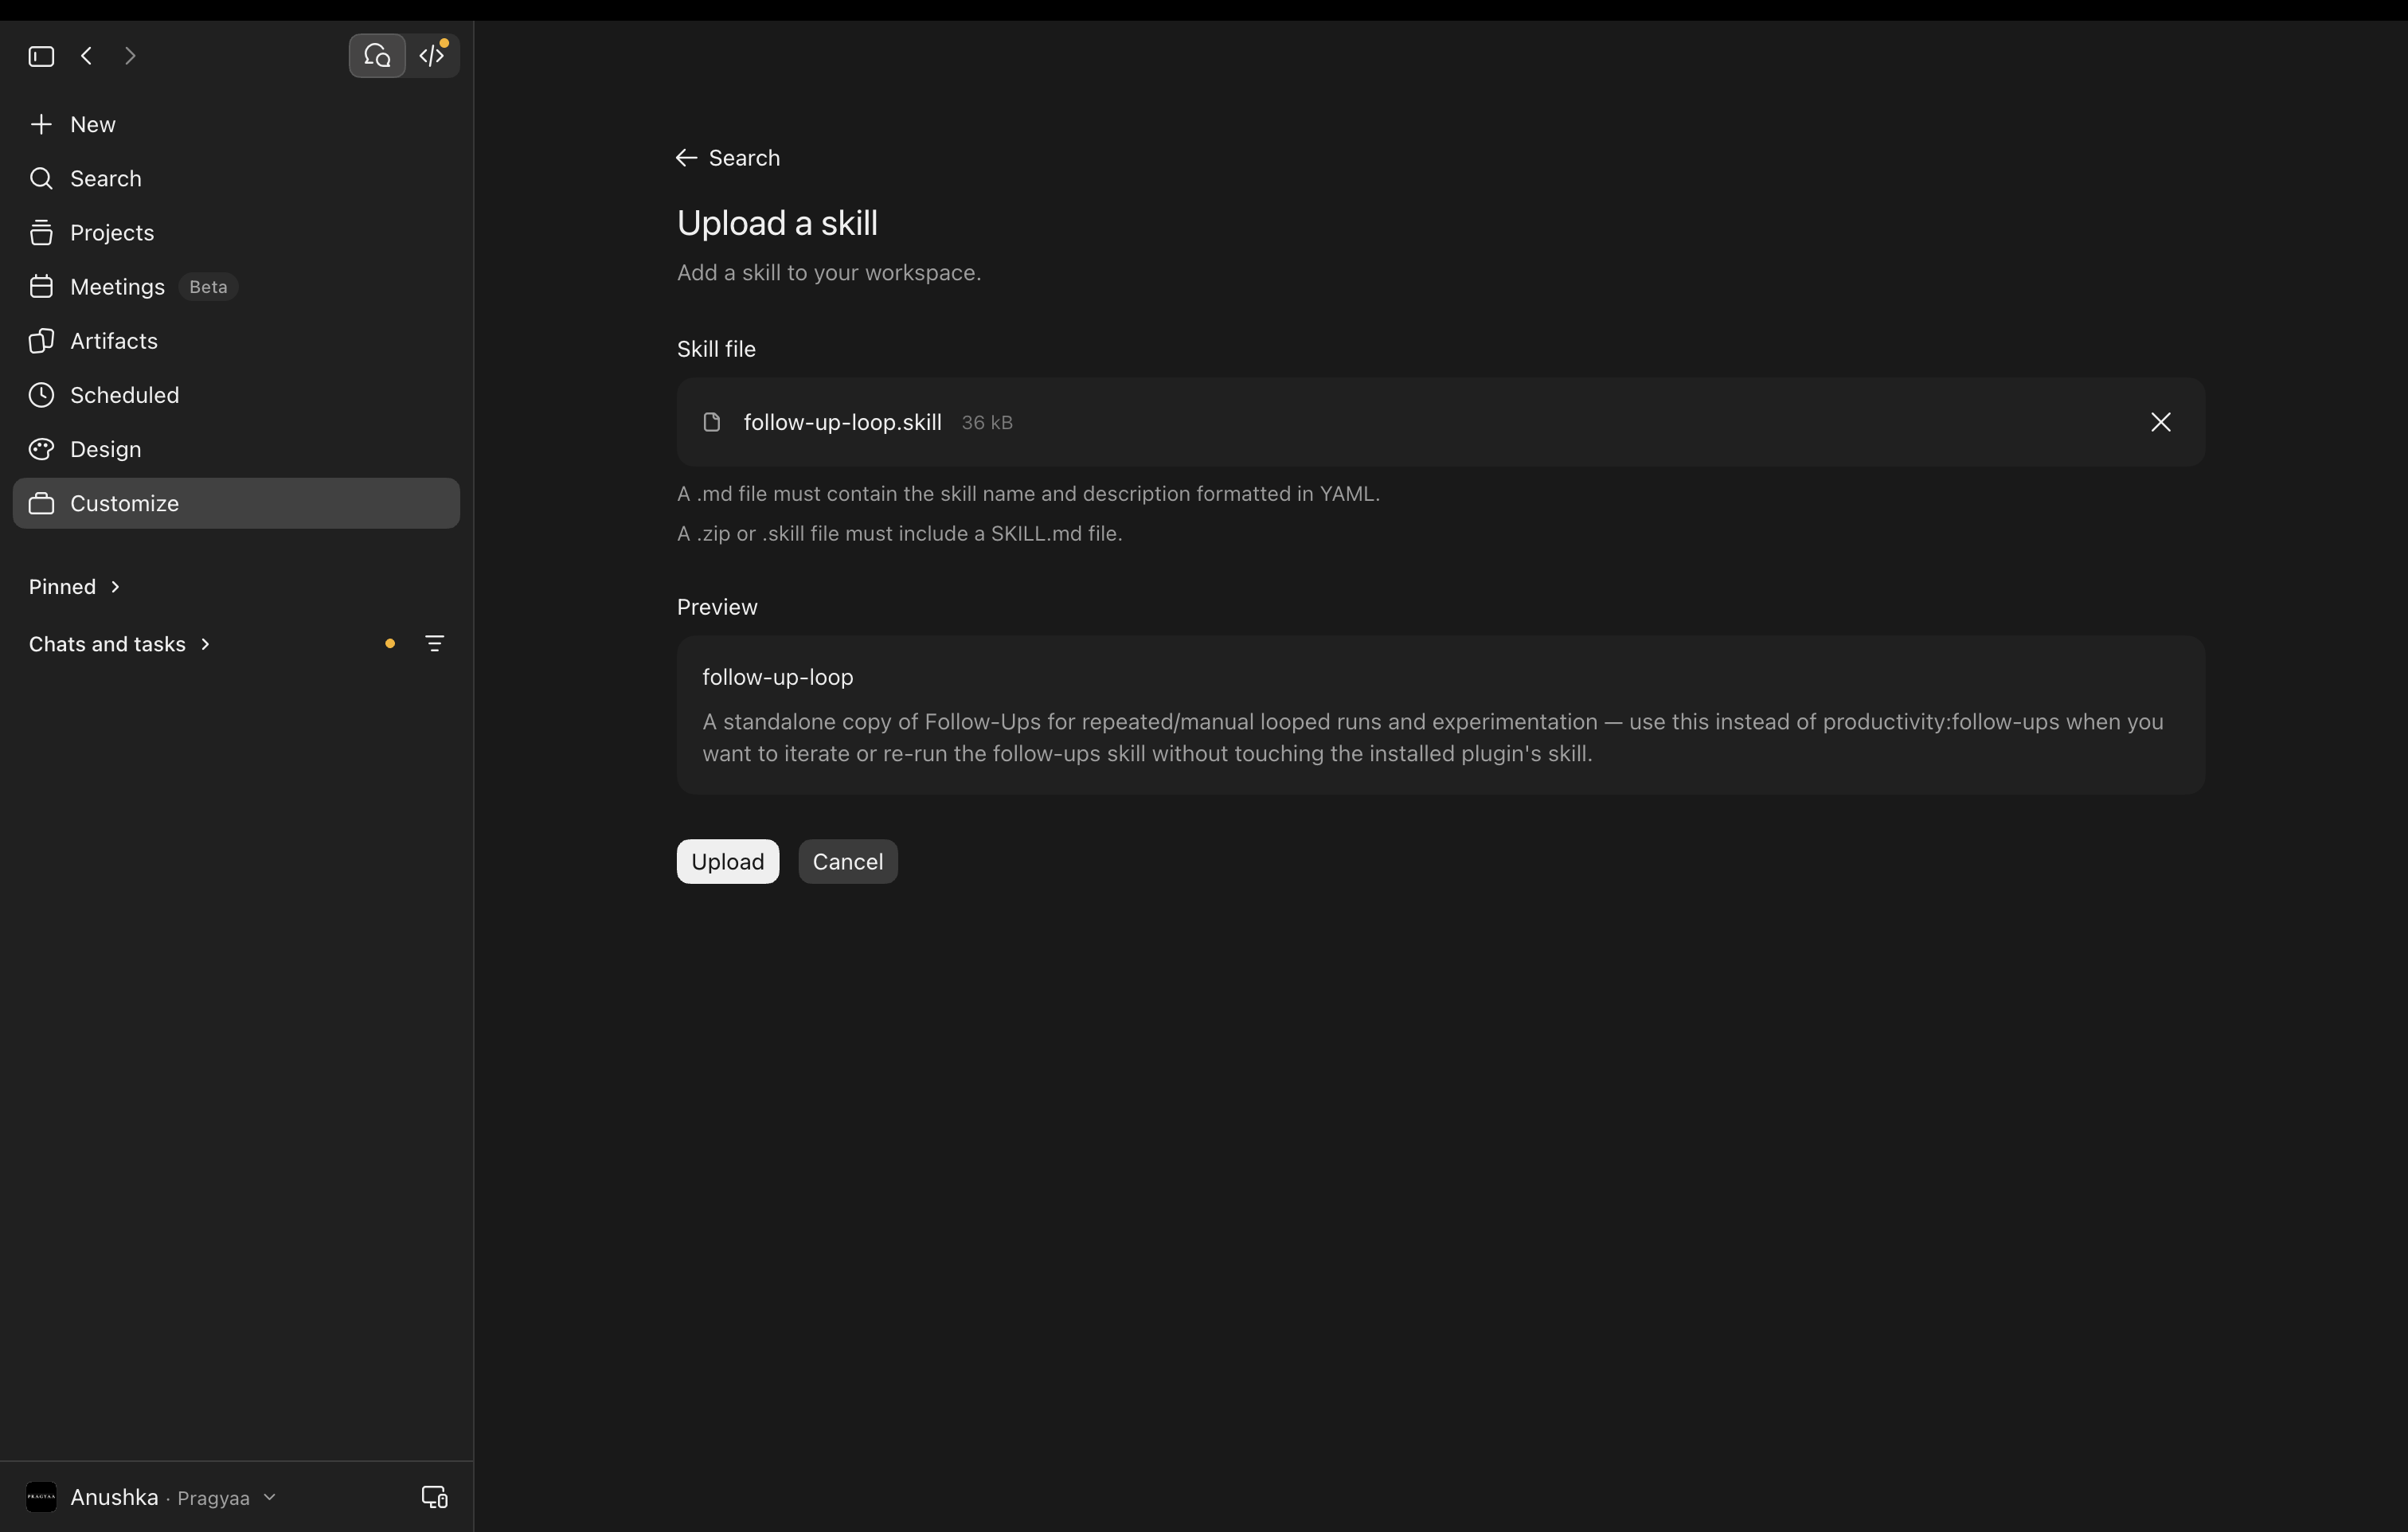 New
Search
Projects
Meetings Beta
Artifacts
Scheduled
Design
Customize
Pinned
Chats and tasks
PRAGYAA
Anushka · Pragyaa
Search
Upload a skill
Add a skill to your workspace.
Skill file
follow-up-loop.skill 36 kB
A .md file must contain the skill name and description formatted in YAML.
A .zip or .skill file must include a SKILL.md file.
Preview
follow-up-loop
A standalone copy of Follow-Ups for repeated/manual looped runs and experimentation — use this instead of productivity:follow-ups when you
want to iterate or re-run the follow-ups skill without touching the installed plugin's skill.
Upload Cancel